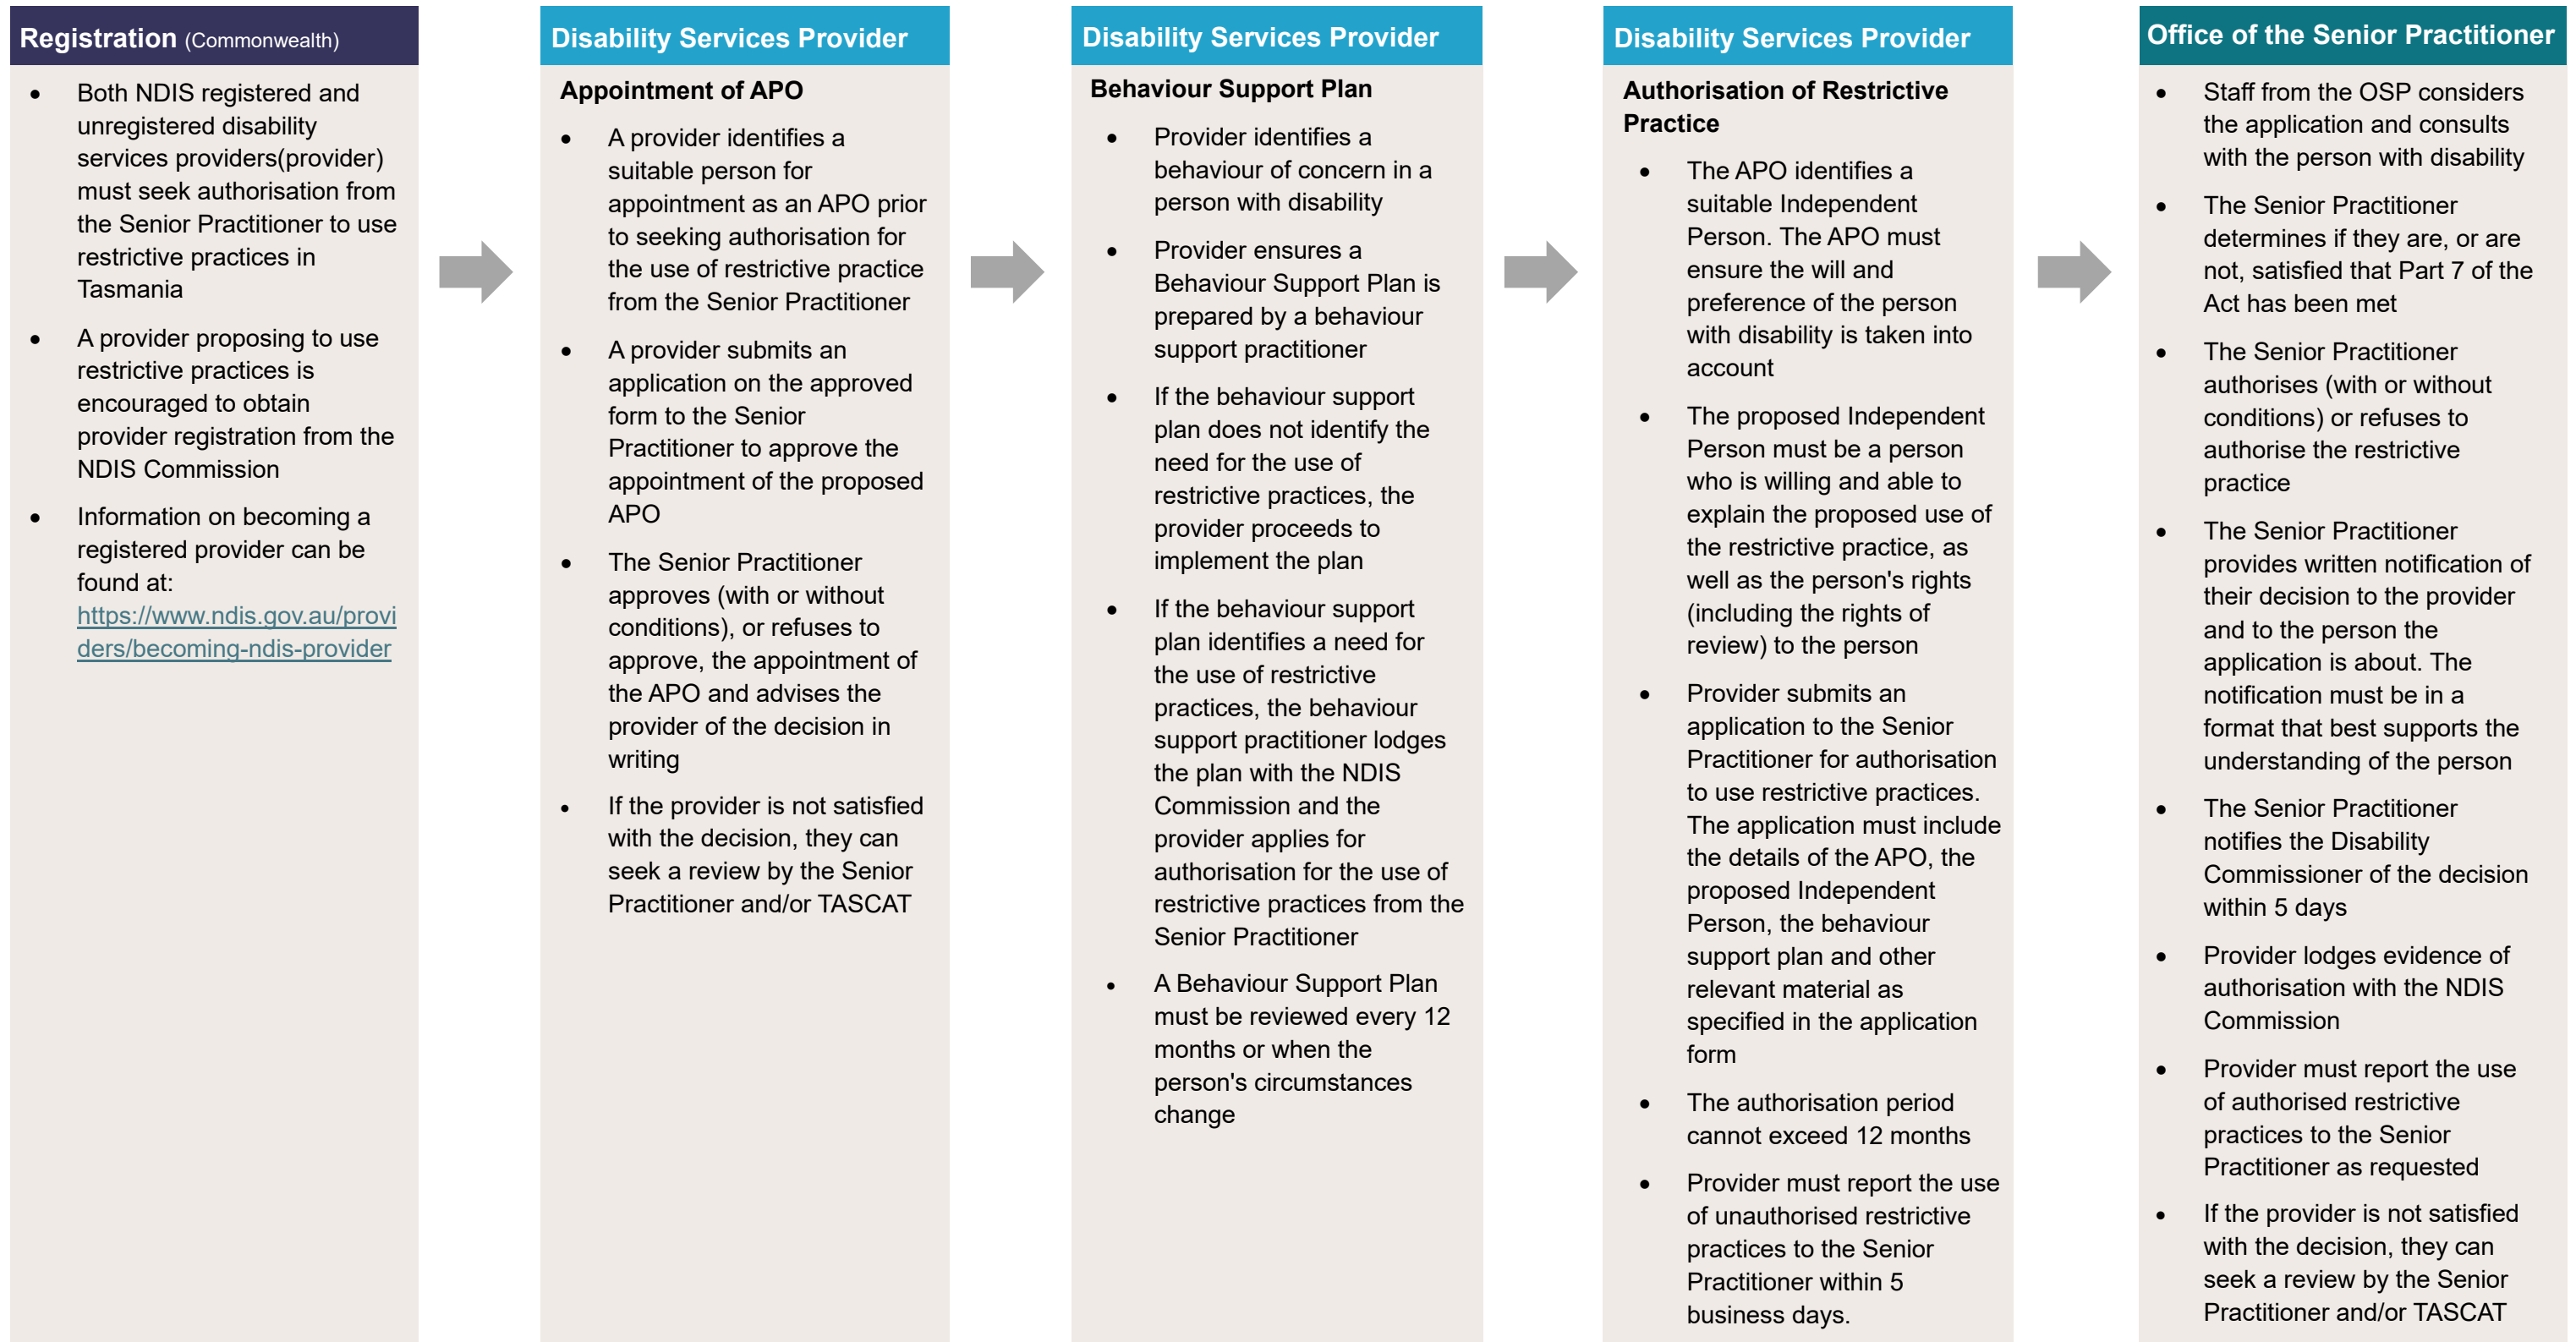 Registration (Commonwealth)
• Both NDIS registered and
unregistered disability
services providers(provider)
must seek authorisation from
the Senior Practitioner to use
restrictive practices in
Tasmania
• A provider proposing to use
restrictive practices is
encouraged to obtain
provider registration from the
NDIS Commission
• Information on becoming a
registered provider can be
found at:
https://www.ndis.gov.au/provi
ders/becoming-ndis-provider
Disability Services Provider
Appointment of APO
• A provider identifies a
suitable person for
appointment as an APO prior
to seeking authorisation for
the use of restrictive practice
from the Senior Practitioner
• A provider submits an
application on the approved
form to the Senior
Practitioner to approve the
appointment of the proposed
APO
• The Senior Practitioner
approves (with or without
conditions), or refuses to
approve, the appointment of
the APO and advises the
provider of the decision in
writing
• If the provider is not satisfied
with the decision, they can
seek a review by the Senior
Practitioner and/or TASCAT
Disability Services Provider
Behaviour Support Plan
• Provider identifies a
behaviour of concern in a
person with disability
• Provider ensures a
Behaviour Support Plan is
prepared by a behaviour
support practitioner
• If the behaviour support
plan does not identify the
need for the use of
restrictive practices, the
provider proceeds to
implement the plan
• If the behaviour support
plan identifies a need for
the use of restrictive
practices, the behaviour
support practitioner lodges
the plan with the NDIS
Commission and the
provider applies for
authorisation for the use of
restrictive practices from the
Senior Practitioner
• A Behaviour Support Plan
must be reviewed every 12
months or when the
person's circumstances
change
Disability Services Provider
Authorisation of Restrictive
Practice
• The APO identifies a
suitable Independent
Person. The APO must
ensure the will and
preference of the person
with disability is taken into
account
• The proposed Independent
Person must be a person
who is willing and able to
explain the proposed use of
the restrictive practice, as
well as the person's rights
(including the rights of
review) to the person
• Provider submits an
application to the Senior
Practitioner for authorisation
to use restrictive practices.
The application must include
the details of the APO, the
proposed Independent
Person, the behaviour
support plan and other
relevant material as
specified in the application
form
• The authorisation period
cannot exceed 12 months
• Provider must report the use
of unauthorised restrictive
practices to the Senior
Practitioner within 5
business days.
Office of the Senior Practitioner
• Staff from the OSP considers
the application and consults
with the person with disability
• The Senior Practitioner
determines if they are, or are
not, satisfied that Part 7 of the
Act has been met
• The Senior Practitioner
authorises (with or without
conditions) or refuses to
authorise the restrictive
practice
• The Senior Practitioner
provides written notification of
their decision to the provider
and to the person the
application is about. The
notification must be in a
format that best supports the
understanding of the person
• The Senior Practitioner
notifies the Disability
Commissioner of the decision
within 5 days
• Provider lodges evidence of
authorisation with the NDIS
Commission
• Provider must report the use
of authorised restrictive
practices to the Senior
Practitioner as requested
• If the provider is not satisfied
with the decision, they can
seek a review by the Senior
Practitioner and/or TASCAT